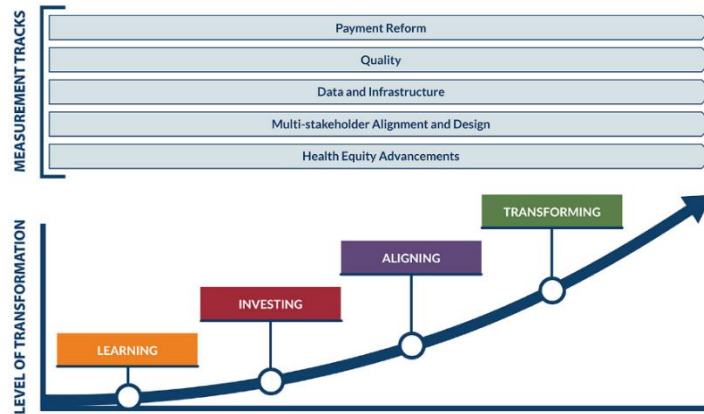 MEASUREMENT TRACKS
Payment Reform
Quality
Data and Infrastructure
Multi-stakeholder Alignment and Design
Health Equity Advancements
LEVEL OF TRANSFORMATION
TRANSFORMING
ALIGNING
INVESTING
LEARNING